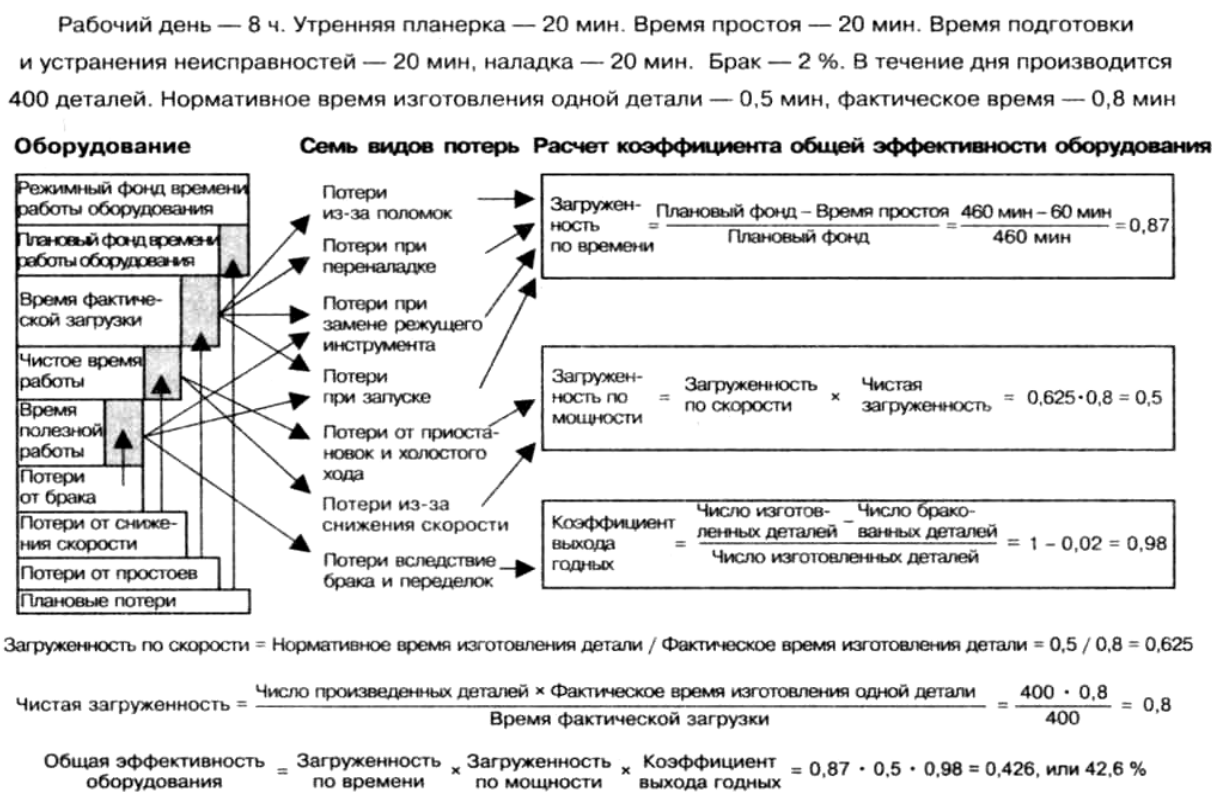 Рабочий день — 8 ч. Утренняя планерка — 20 мин. Время простоя — 20 мин. Время подготовки
и устранения неисправностей — 20 мин, наладка — 20 мин. Брак — 2 %. В течение дня производится
400 деталей. Нормативное время изготовления одной детали — 0,5 мин, фактическое время — 0,8 мин
Оборудование
Режимный фонд времени
работы оборудования
Плановый фонд времени
работы оборудования
Время фактиче-
ской загрузки
Чистое время
работы
Время
полезной
работы
Потери
от брака
Потери от сниже-
ния скорости
Потери от простоев
Плановые потери
Семь видов потерь
Потери
из-за поломок
Потери при
переналадке
Потери при
замене режущего
инструмента
Потери
при запуске
Потери от приоста-
новок и холостого
хода
Потери из-за
снижения скорости
Потери вследствие
брака и переделок
Расчет коэффициента общей эффективности оборудования
Загружен-
ность
по времени
=
Плановый фонд – Время простоя
Плановый фонд
=
460 мин – 60 мин
460 мин
= 0,87
Загружен-
ность по
мощности
=
Загруженность
по скорости
×
Чистая
загруженность
= 0,625·0,8 = 0,5
Коэффициент
выхода
годных
=
Число изготов-
ленных деталей
–
Число брако-
ванных деталей
Число изготовленных деталей
= 1 – 0,02 = 0,98
Загруженность по скорости = Нормативное время изготовления детали / Фактическое время изготовления детали = 0,5 / 0,8 = 0,625
Чистая загруженность =
Число произведенных деталей × Фактическое время изготовления одной детали
Время фактической загрузки
=
400 · 0,8
400
= 0,8
Общая эффективность
оборудования
=
Загруженность
по времени
×
Загруженность
по мощности
×
Коэффициент
выхода годных
= 0,87 · 0,5 · 0,98 = 0,426, или 42,6 %